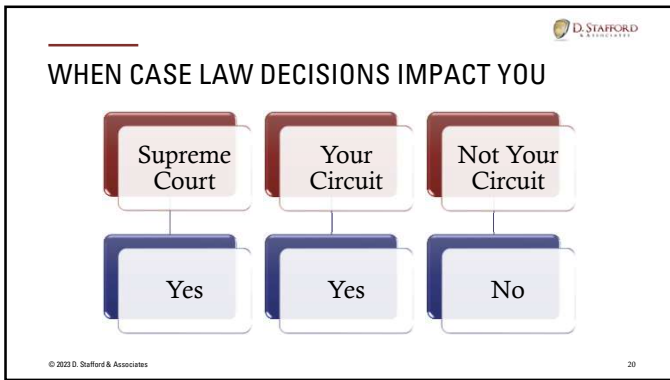 D. STAFFORD
& ASSOCIATES
WHEN CASE LAW DECISIONS IMPACT YOU
Supreme
Court
Your
Circuit
Not Your
Circuit
Yes
Yes
No
© 2023 D. Stafford & Associates
20